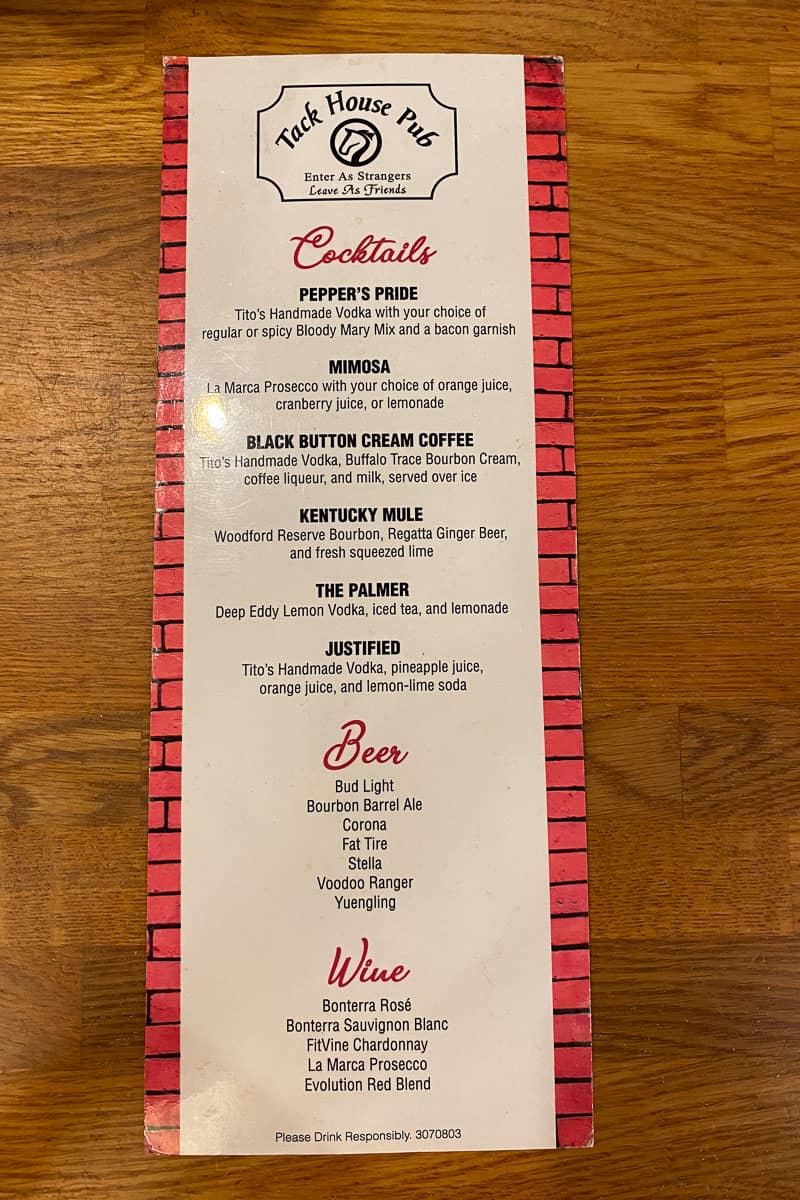 Tack House Pub
Enter As Strangers
Leave As Friends
Cocktails
PEPPER'S PRIDE
Tito's Handmade Vodka with your choice of
regular or spicy Bloody Mary Mix and a bacon garnish
MIMOSA
La Marca Prosecco with your choice of orange juice,
cranberry juice, or lemonade
BLACK BUTTON CREAM COFFEE
Tito's Handmade Vodka, Buffalo Trace Bourbon Cream,
coffee liqueur, and milk, served over ice
KENTUCKY MULE
Woodford Reserve Bourbon, Regatta Ginger Beer,
and fresh squeezed lime
THE PALMER
Deep Eddy Lemon Vodka, iced tea, and lemonade
JUSTIFIED
Tito's Handmade Vodka, pineapple juice,
orange juice, and lemon-lime soda
Beer
Bud Light
Bourbon Barrel Ale
Corona
Fat Tire
Stella
Voodoo Ranger
Yuengling
Wine
Bonterra Rosé
Bonterra Sauvignon Blanc
FitVine Chardonnay
La Marca Prosecco
Evolution Red Blend
Please Drink Responsibly. 3070803